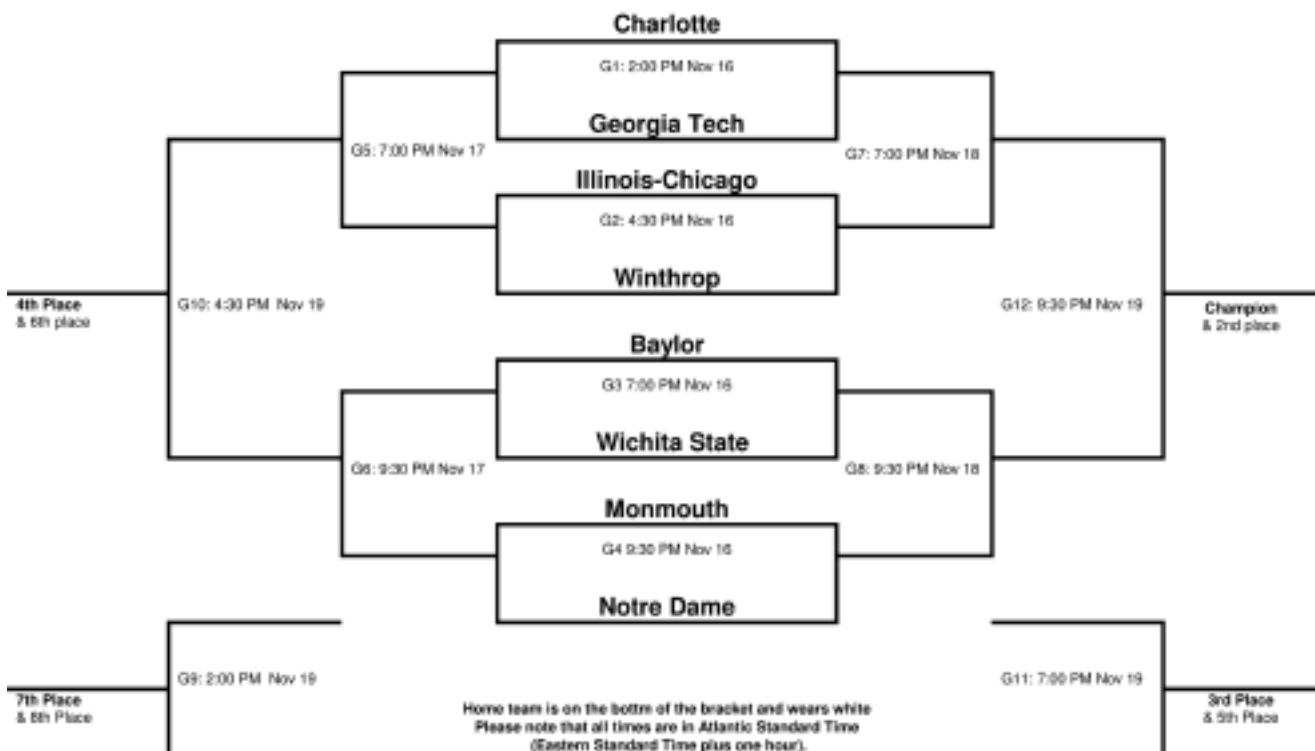 Charlotte
G1: 2:00 PM Nov 16
Georgia Tech
G5: 7:00 PM Nov 17
G7: 7:00 PM Nov 18
Illinois-Chicago
G2: 4:30 PM Nov 16
Winthrop
4th Place
& 6th place
G10: 4:30 PM Nov 19
G12: 9:30 PM Nov 19
Champion
& 2nd place
Baylor
G3 7:00 PM Nov 16
Wichita State
G6: 9:30 PM Nov 17
G8: 9:30 PM Nov 18
Monmouth
G4 9:30 PM Nov 16
Notre Dame
G9: 2:00 PM Nov 19
G11: 7:00 PM Nov 19
7th Place
& 8th Place
3rd Place
& 5th Place
Home team is on the bottm of the bracket and wears white
Please note that all times are in Atlantic Standard Time
(Eastern Standard Time plus one hour).